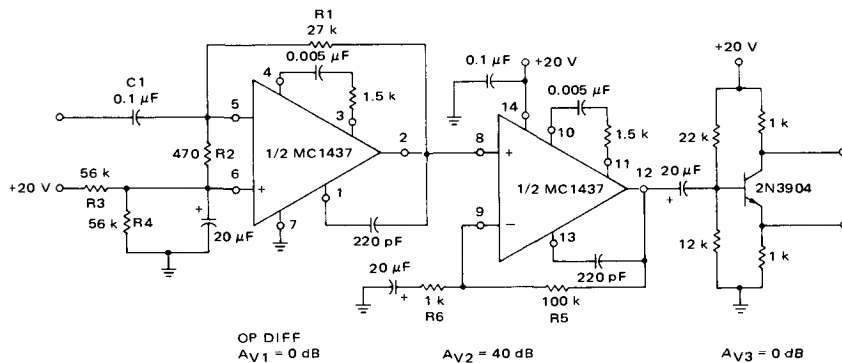 R1
27 k
0.005 µF
4
C1
0.1 µF
1.5 k
3
5
470
R2
1/2 MC1437
2
+20 V
56 k
R3
6
+
56 k
R4
+
20 µF
7
1
220 pF
+20 V
0.1 µF
0.005 µF
14
10
1.5 k
11
8
+
1/2 MC1437
12
9
−
13
20 µF
+
1 k
R6
220 pF
100 k
R5
20 µF
+
+20 V
22 k
1 k
2N3904
12 k
1 k
OP DIFF
AV1 = 0 dB
AV2 = 40 dB
AV3 = 0 dB